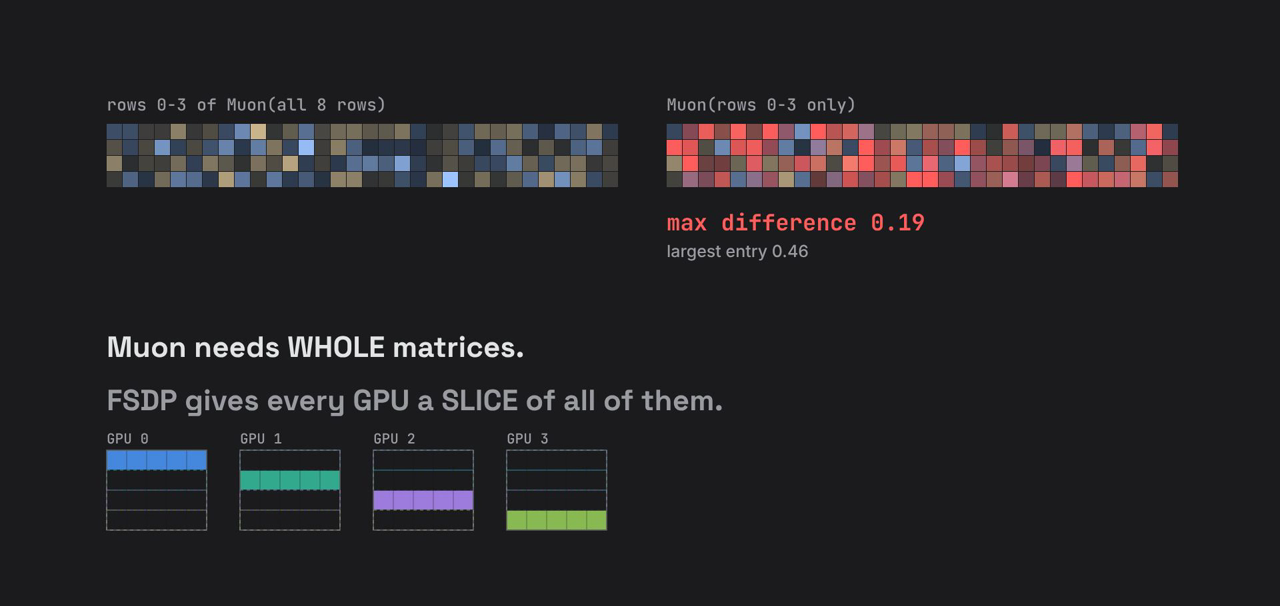 rows 0-3 of Muon(all 8 rows)
Muon(rows 0-3 only)
max difference 0.19
largest entry 0.46
Muon needs WHOLE matrices.
FSDP gives every GPU a SLICE of all of them.
GPU 0
GPU 1
GPU 2
GPU 3